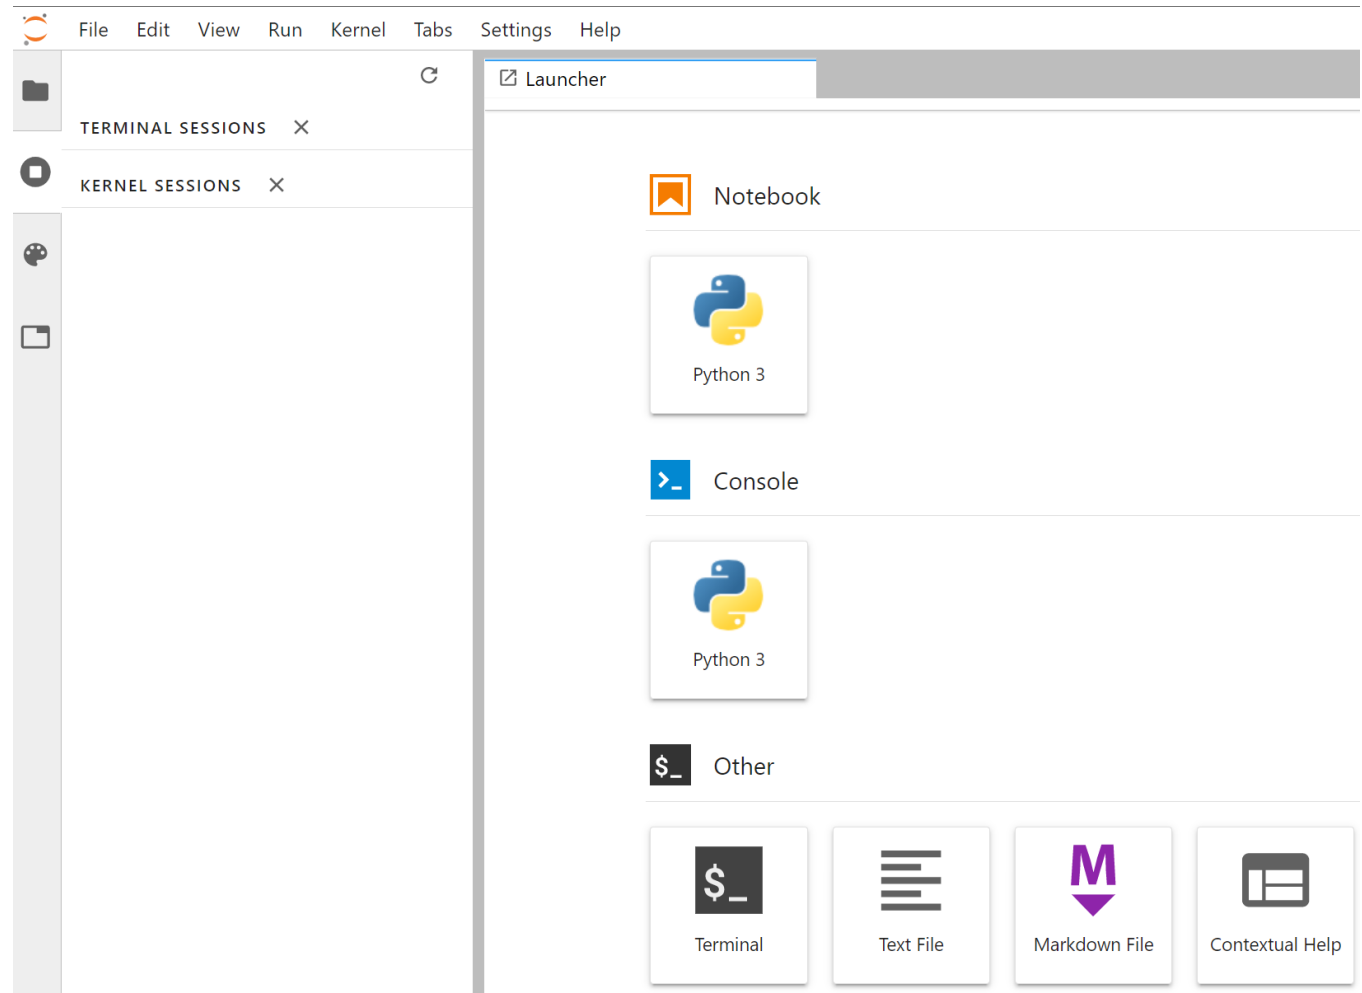 File Edit View Run Kernel Tabs Settings Help
TERMINAL SESSIONS
KERNEL SESSIONS
Launcher
Notebook
Python 3
Console
Python 3
Other
$_
Terminal
Text File
M
Markdown File
Contextual Help